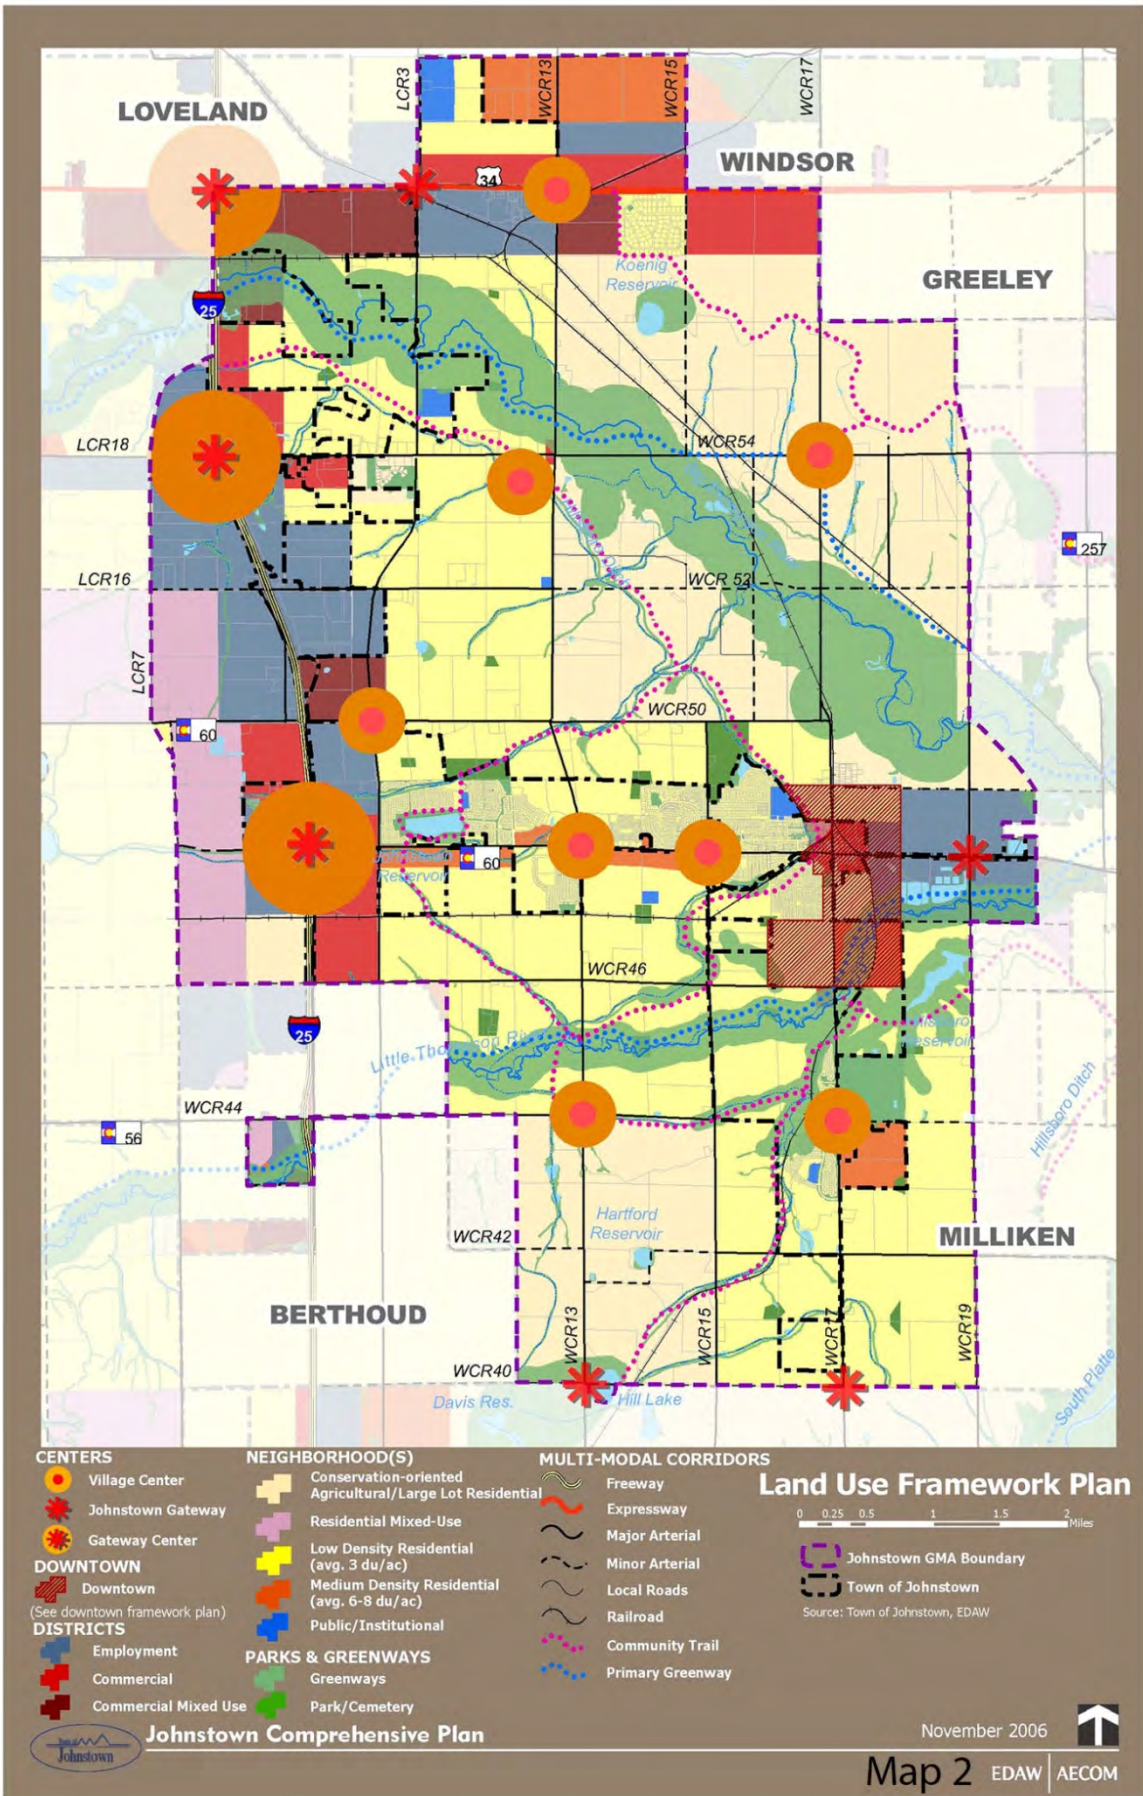 LOVELAND
LCR3
WCR13
WCR15
WCR17
WINDSOR
34
Koenig
Reservoir
GREELEY
25
LCR18
WCR54
257
LCR16
WCR 52
LCR7
60
WCR50
Johnstown
Reservoir
60
WCR46
25
Little Tho
son Riv
Hillsboro
Reservoir
WCR44
56
Hillsboro Ditch
Hartford
Reservoir
WCR42
MILLIKEN
BERTHOUD
WCR13
WCR15
WCR17
WCR19
WCR40
Davis Res.
Hill Lake
South Platte
CENTERS
Village Center
Johnstown Gateway
Gateway Center
DOWNTOWN
Downtown
(See downtown framework plan)
DISTRICTS
Employment
Commercial
Commercial Mixed Use
NEIGHBORHOOD(S)
Conservation-oriented
Agricultural/Large Lot Residential
Residential Mixed-Use
Low Density Residential
(avg. 3 du/ac)
Medium Density Residential
(avg. 6-8 du/ac)
Public/Institutional
PARKS & GREENWAYS
Greenways
Park/Cemetery
MULTI-MODAL CORRIDORS
Freeway
Expressway
Major Arterial
Minor Arterial
Local Roads
Railroad
Community Trail
Primary Greenway
Land Use Framework Plan
0 0.25 0.5 1 1.5 2
Miles
Johnstown GMA Boundary
Town of Johnstown
Source: Town of Johnstown, EDAW
Johnstown
Johnstown Comprehensive Plan
November 2006
Map 2
EDAW | AECOM